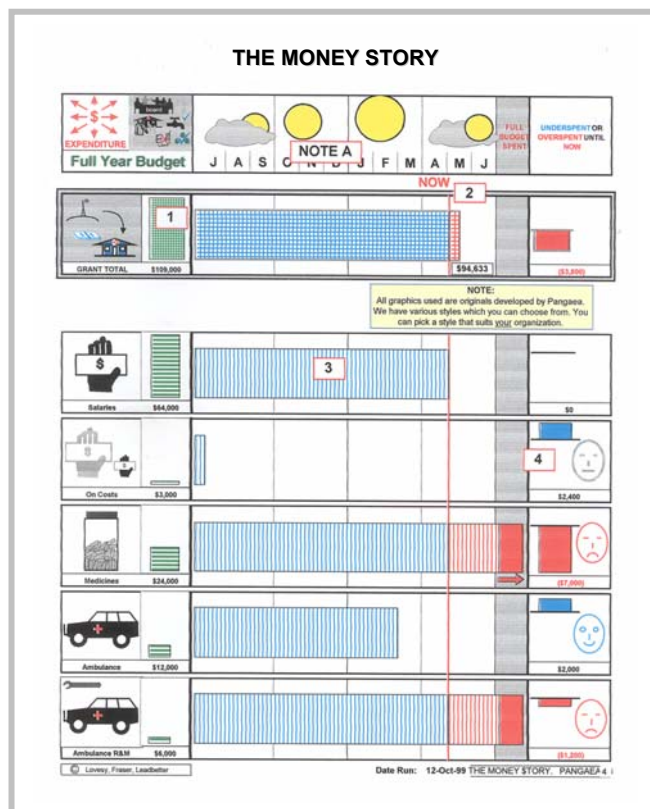 THE MONEY STORY
$
board
EXPENDITURE
Full Year Budget
J A S O N D J F M A M J
NOTE A
FULL
BUDGET
SPENT
UNDERSPENT OR
OVERSPENT UNTIL
NOW
NOW
1
2
GRANT TOTAL $109,000
$94,633
($3,800)
NOTE:
All graphics used are originals developed by Pangaea.
We have various styles which you can choose from. You
can pick a style that suits your organization.
$
3
Salaries $64,000
$0
$
$
4
On Costs $3,000
$2,400
Medicines $24,000
($7,000)
Ambulance $12,000
$2,000
Ambulance R&M $6,000
($1,200)
© Lovesy, Fraser, Leadbetter
Date Run: 12-Oct-99 THE MONEY STORY. PANGAEA 4